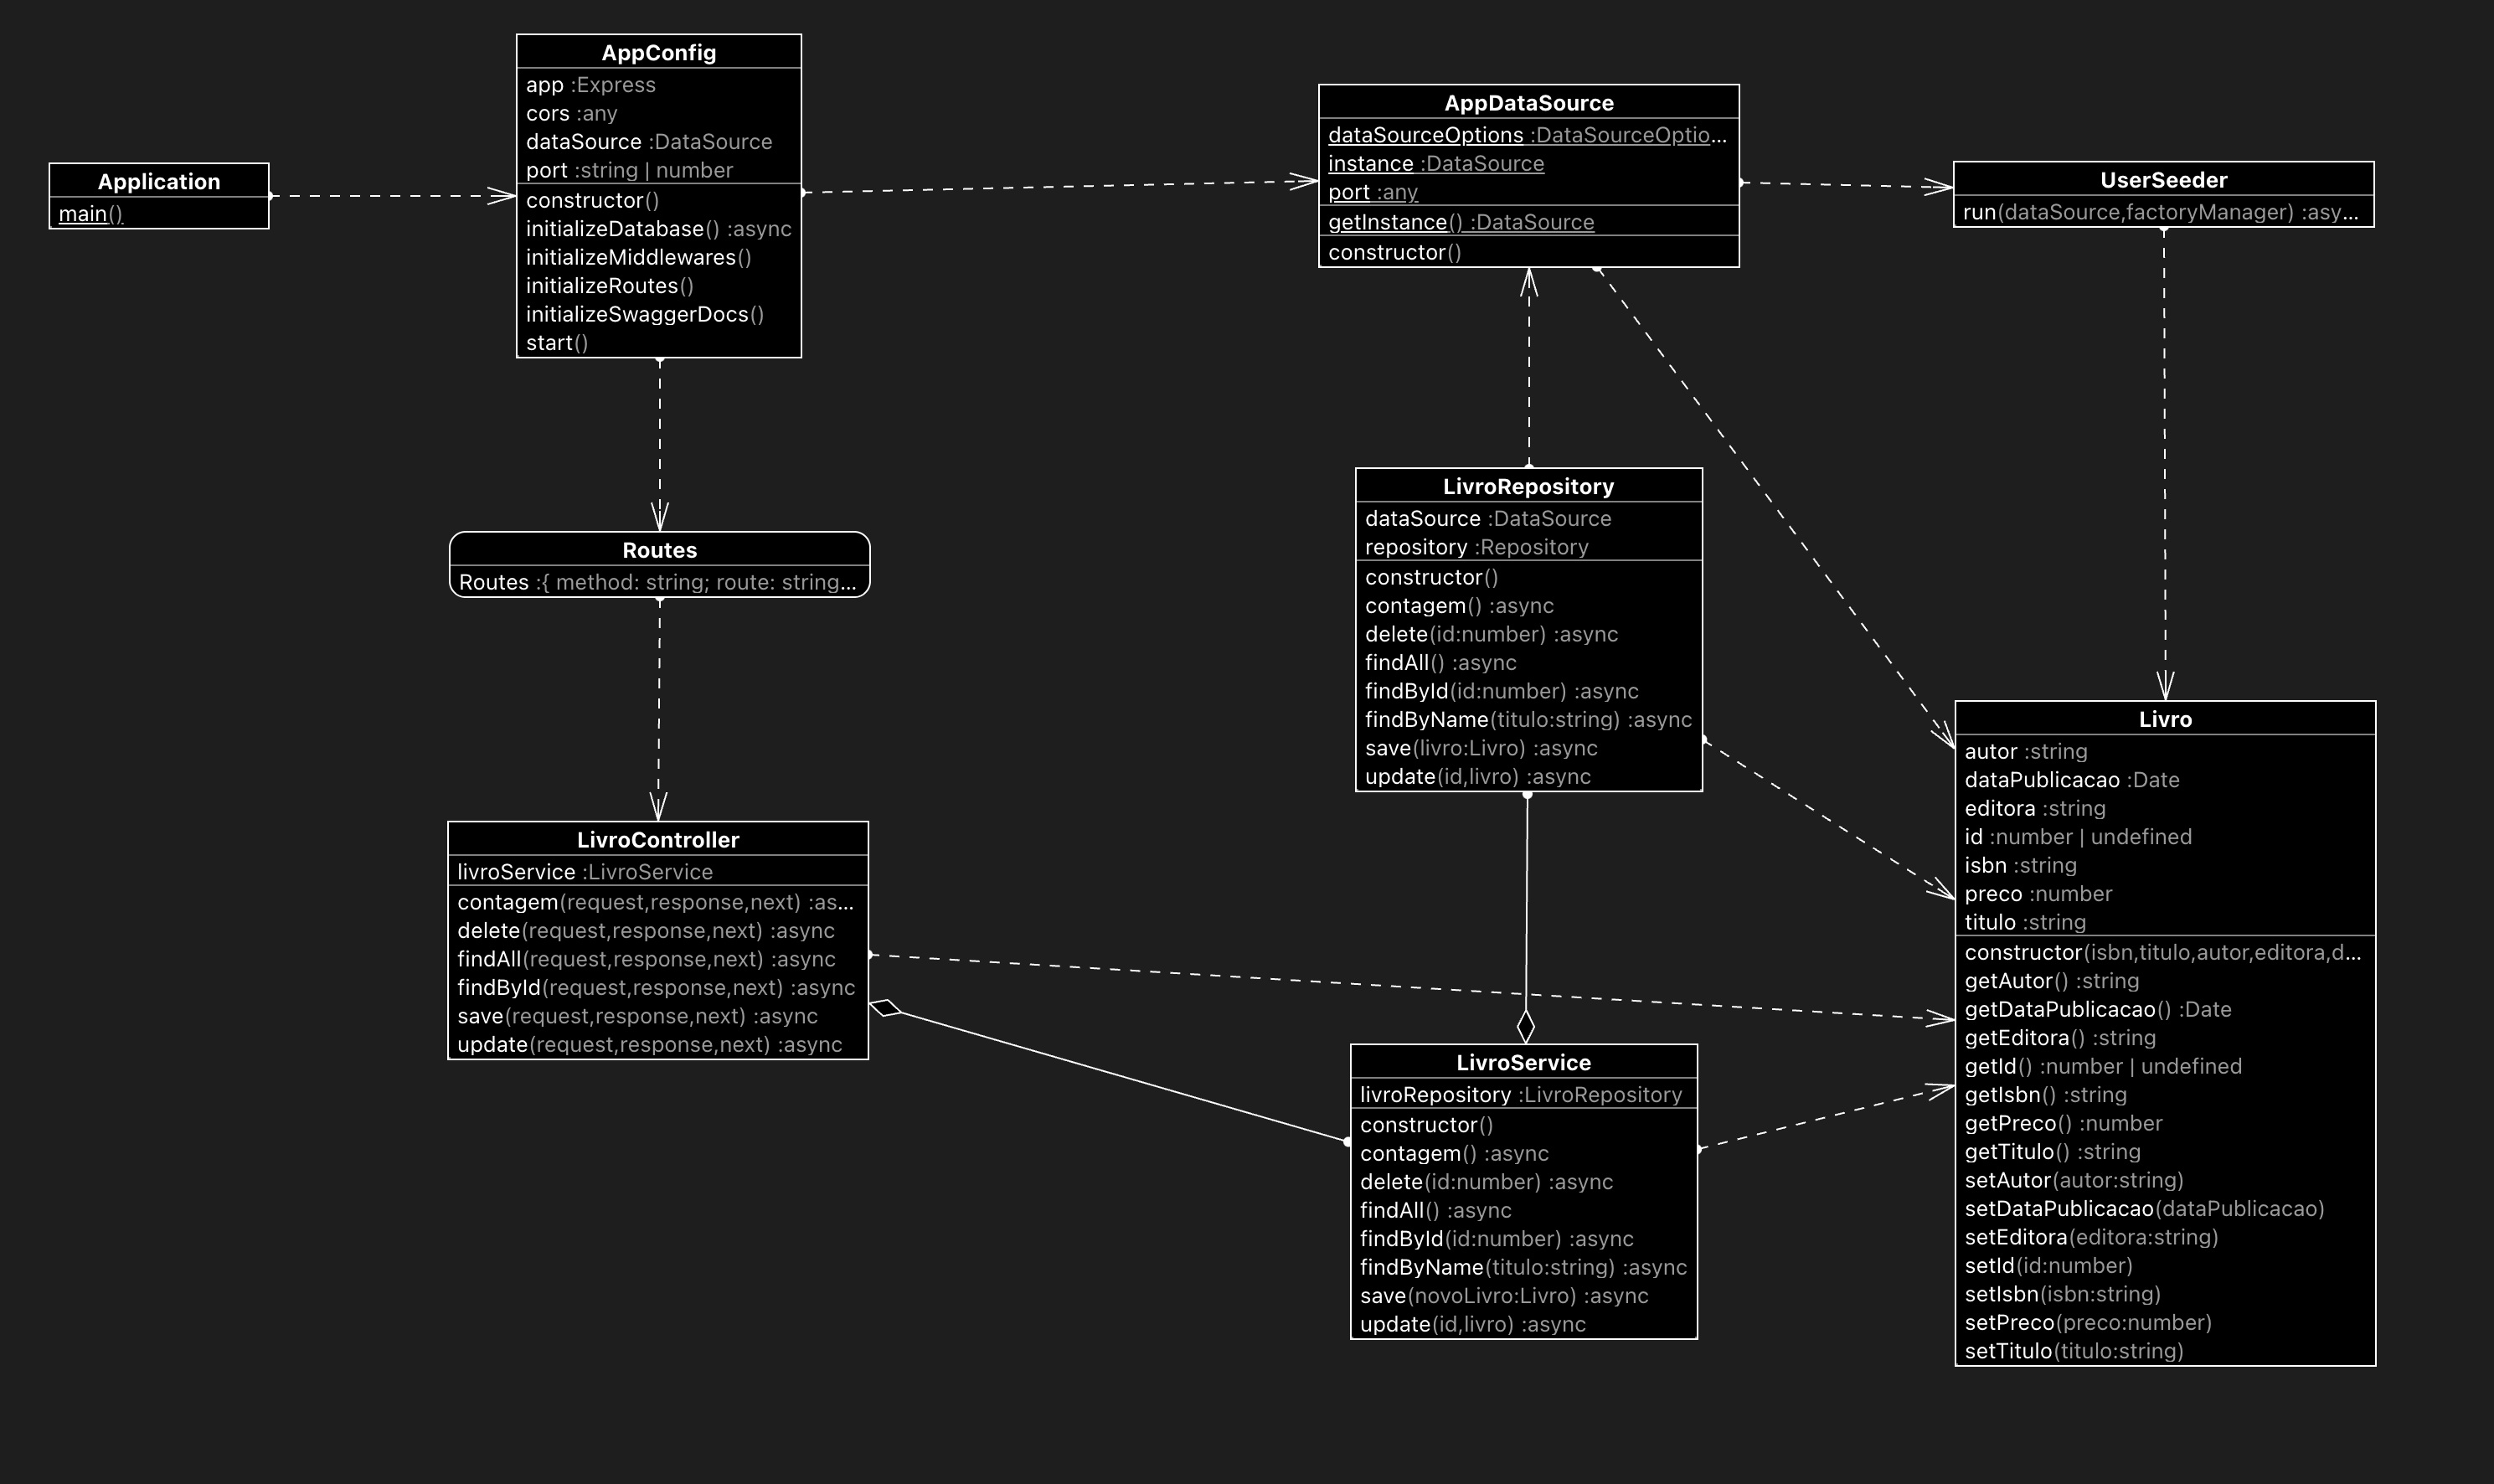 Application
main()
AppConfig
app :Express
cors :any
dataSource :DataSource
port :string | number
constructor()
initializeDatabase() :async
initializeMiddlewares()
initializeRoutes()
initializeSwaggerDocs()
start()
AppDataSource
dataSourceOptions :DataSourceOptio...
instance :DataSource
port :any
getInstance() :DataSource
constructor()
UserSeeder
run(dataSource,factoryManager) :asy...
Routes
Routes :{ method: string; route: string...
LivroRepository
dataSource :DataSource
repository :Repository
constructor()
contagem() :async
delete(id:number) :async
findAll() :async
findById(id:number) :async
findByName(titulo:string) :async
save(livro:Livro) :async
update(id,livro) :async
LivroController
livroService :LivroService
contagem(request,response,next) :as...
delete(request,response,next) :async
findAll(request,response,next) :async
findById(request,response,next) :async
save(request,response,next) :async
update(request,response,next) :async
LivroService
livroRepository :LivroRepository
constructor()
contagem() :async
delete(id:number) :async
findAll() :async
findById(id:number) :async
findByName(titulo:string) :async
save(novoLivro:Livro) :async
update(id,livro) :async
Livro
autor :string
dataPublicacao :Date
editora :string
id :number | undefined
isbn :string
preco :number
titulo :string
constructor(isbn,titulo,autor,editora,d...
getAutor() :string
getDataPublicacao() :Date
getEditora() :string
getId() :number | undefined
getIsbn() :string
getPreco() :number
getTitulo() :string
setAutor(autor:string)
setDataPublicacao(dataPublicacao)
setEditora(editora:string)
setId(id:number)
setIsbn(isbn:string)
setPreco(preco:number)
setTitulo(titulo:string)